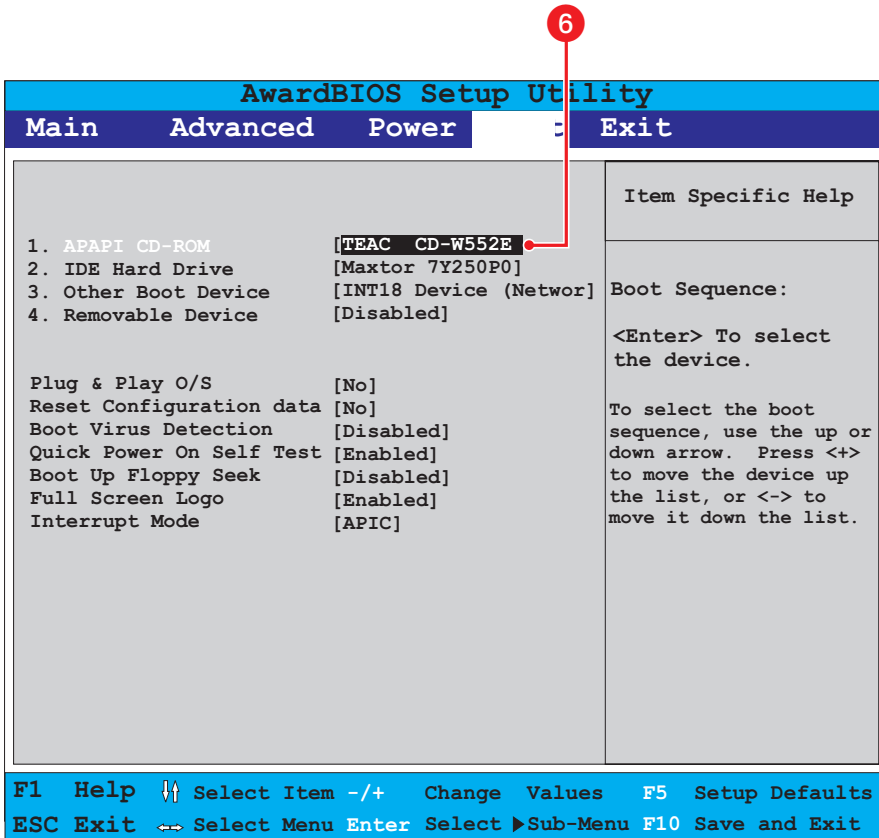 6
AwardBIOS Setup Utility
Main Advanced Power Exit
Item Specific Help
1. APAPI CD-ROM [TEAC CD-W552E
2. IDE Hard Drive [Maxtor 7Y250P0]
3. Other Boot Device [INT18 Device (Networ]
4. Removable Device [Disabled]
Plug & Play O/S [No]
Reset Configuration data [No]
Boot Virus Detection [Disabled]
Quick Power On Self Test [Enabled]
Boot Up Floppy Seek [Disabled]
Full Screen Logo [Enabled]
Interrupt Mode [APIC]
Boot Sequence:
<Enter> To select
the device.
To select the boot
sequence, use the up or
down arrow. Press <+>
to move the device up
the list, or <-> to
move it down the list.
F1 Help Select Item -/+ Change Values F5 Setup Defaults
ESC Exit Select Menu Enter Select ▶Sub-Menu F10 Save and Exit